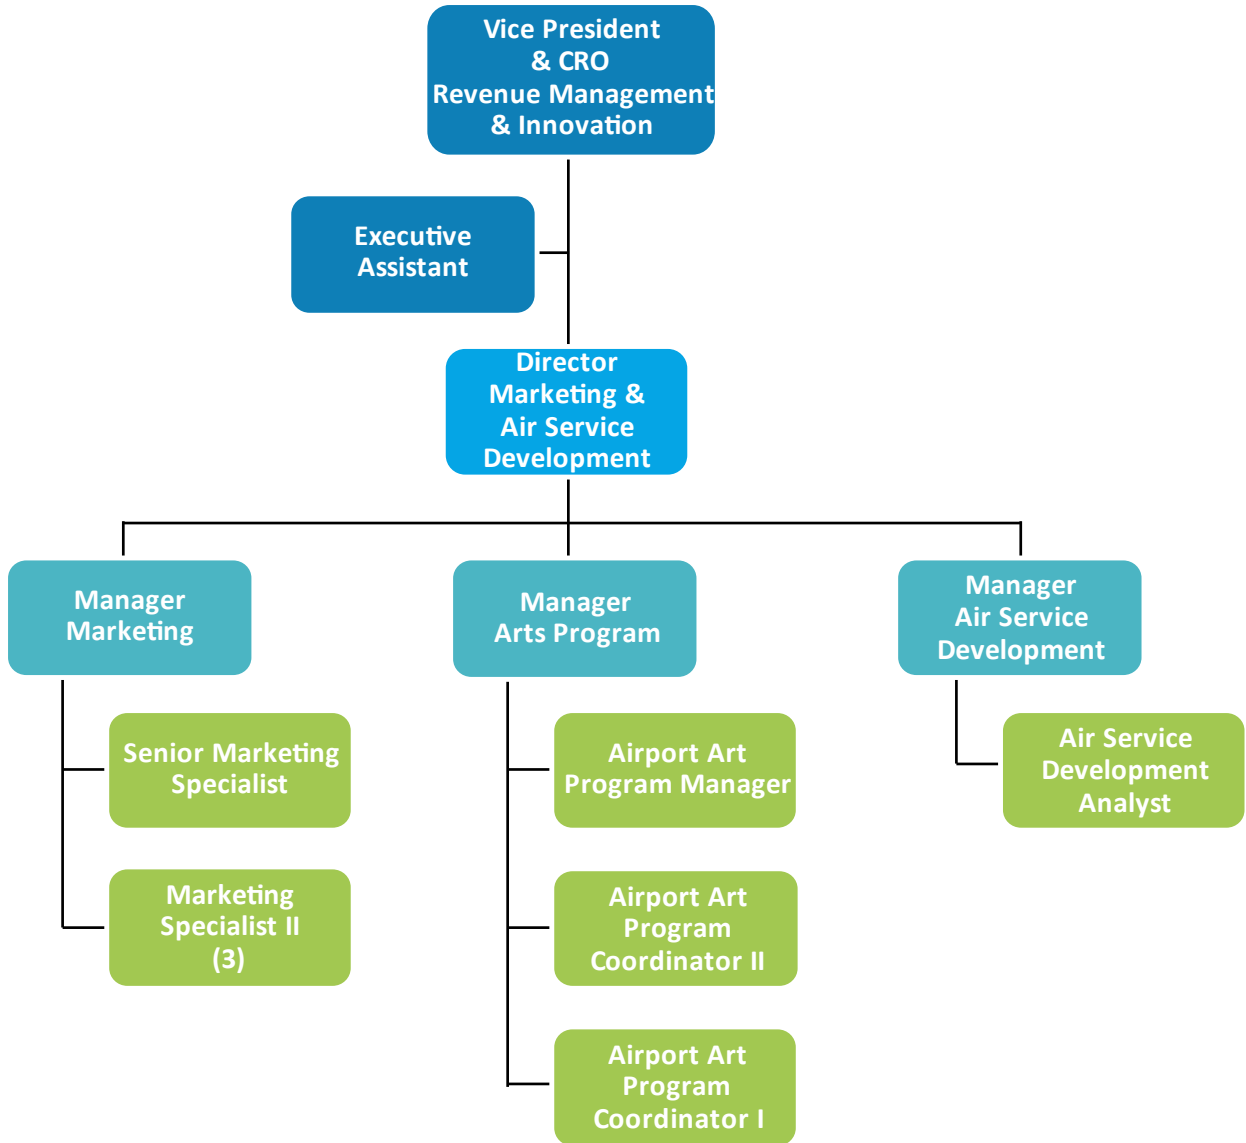 Vice President
& CRO
Revenue Management
& Innovation
Executive
Assistant
Director
Marketing &
Air Service
Development
Manager
Marketing
Manager
Arts Program
Manager
Air Service
Development
Senior Marketing
Specialist
Airport Art
Program Manager
Air Service
Development
Analyst
Marketing
Specialist II
(3)
Airport Art
Program
Coordinator II
Airport Art
Program
Coordinator I